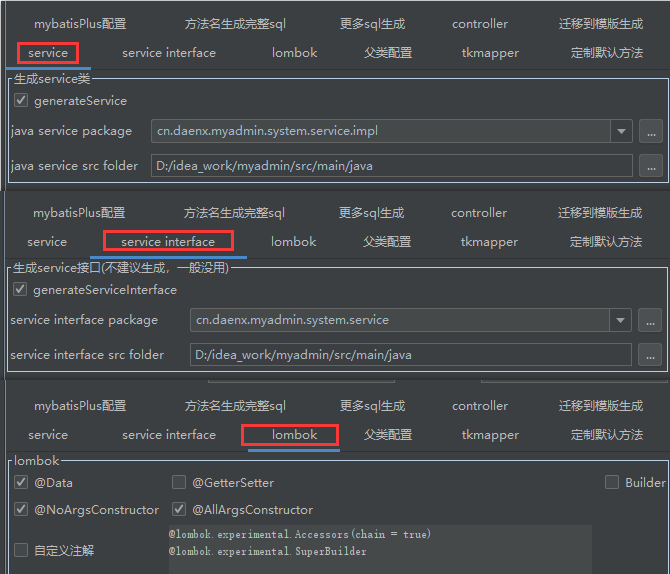 mybatisPlus配置 方法名生成完整sql 更多sql生成 controller 迁移到模版生成
service service interface lombok 父类配置 tkmapper 定制默认方法
生成service类
generateService
java service package cn.daenx.myadmin.system.service.impl ...
java service src folder D:/idea_work/myadmin/src/main/java ...
mybatisPlus配置 方法名生成完整sql 更多sql生成 controller 迁移到模版生成
service service interface lombok 父类配置 tkmapper 定制默认方法
生成service接口(不建议生成，一般没用)
generateServiceInterface
service interface package cn.daenx.myadmin.system.service ...
service interface src folder D:/idea_work/myadmin/src/main/java ...
mybatisPlus配置 方法名生成完整sql 更多sql生成 controller 迁移到模版生成
service service interface lombok 父类配置 tkmapper 定制默认方法
lombok
@Data @GetterSetter Builder
@NoArgsConstructor @AllArgsConstructor
@lombok.experimental.Accessors(chain = true)
自定义注解 @lombok.experimental.SuperBuilder